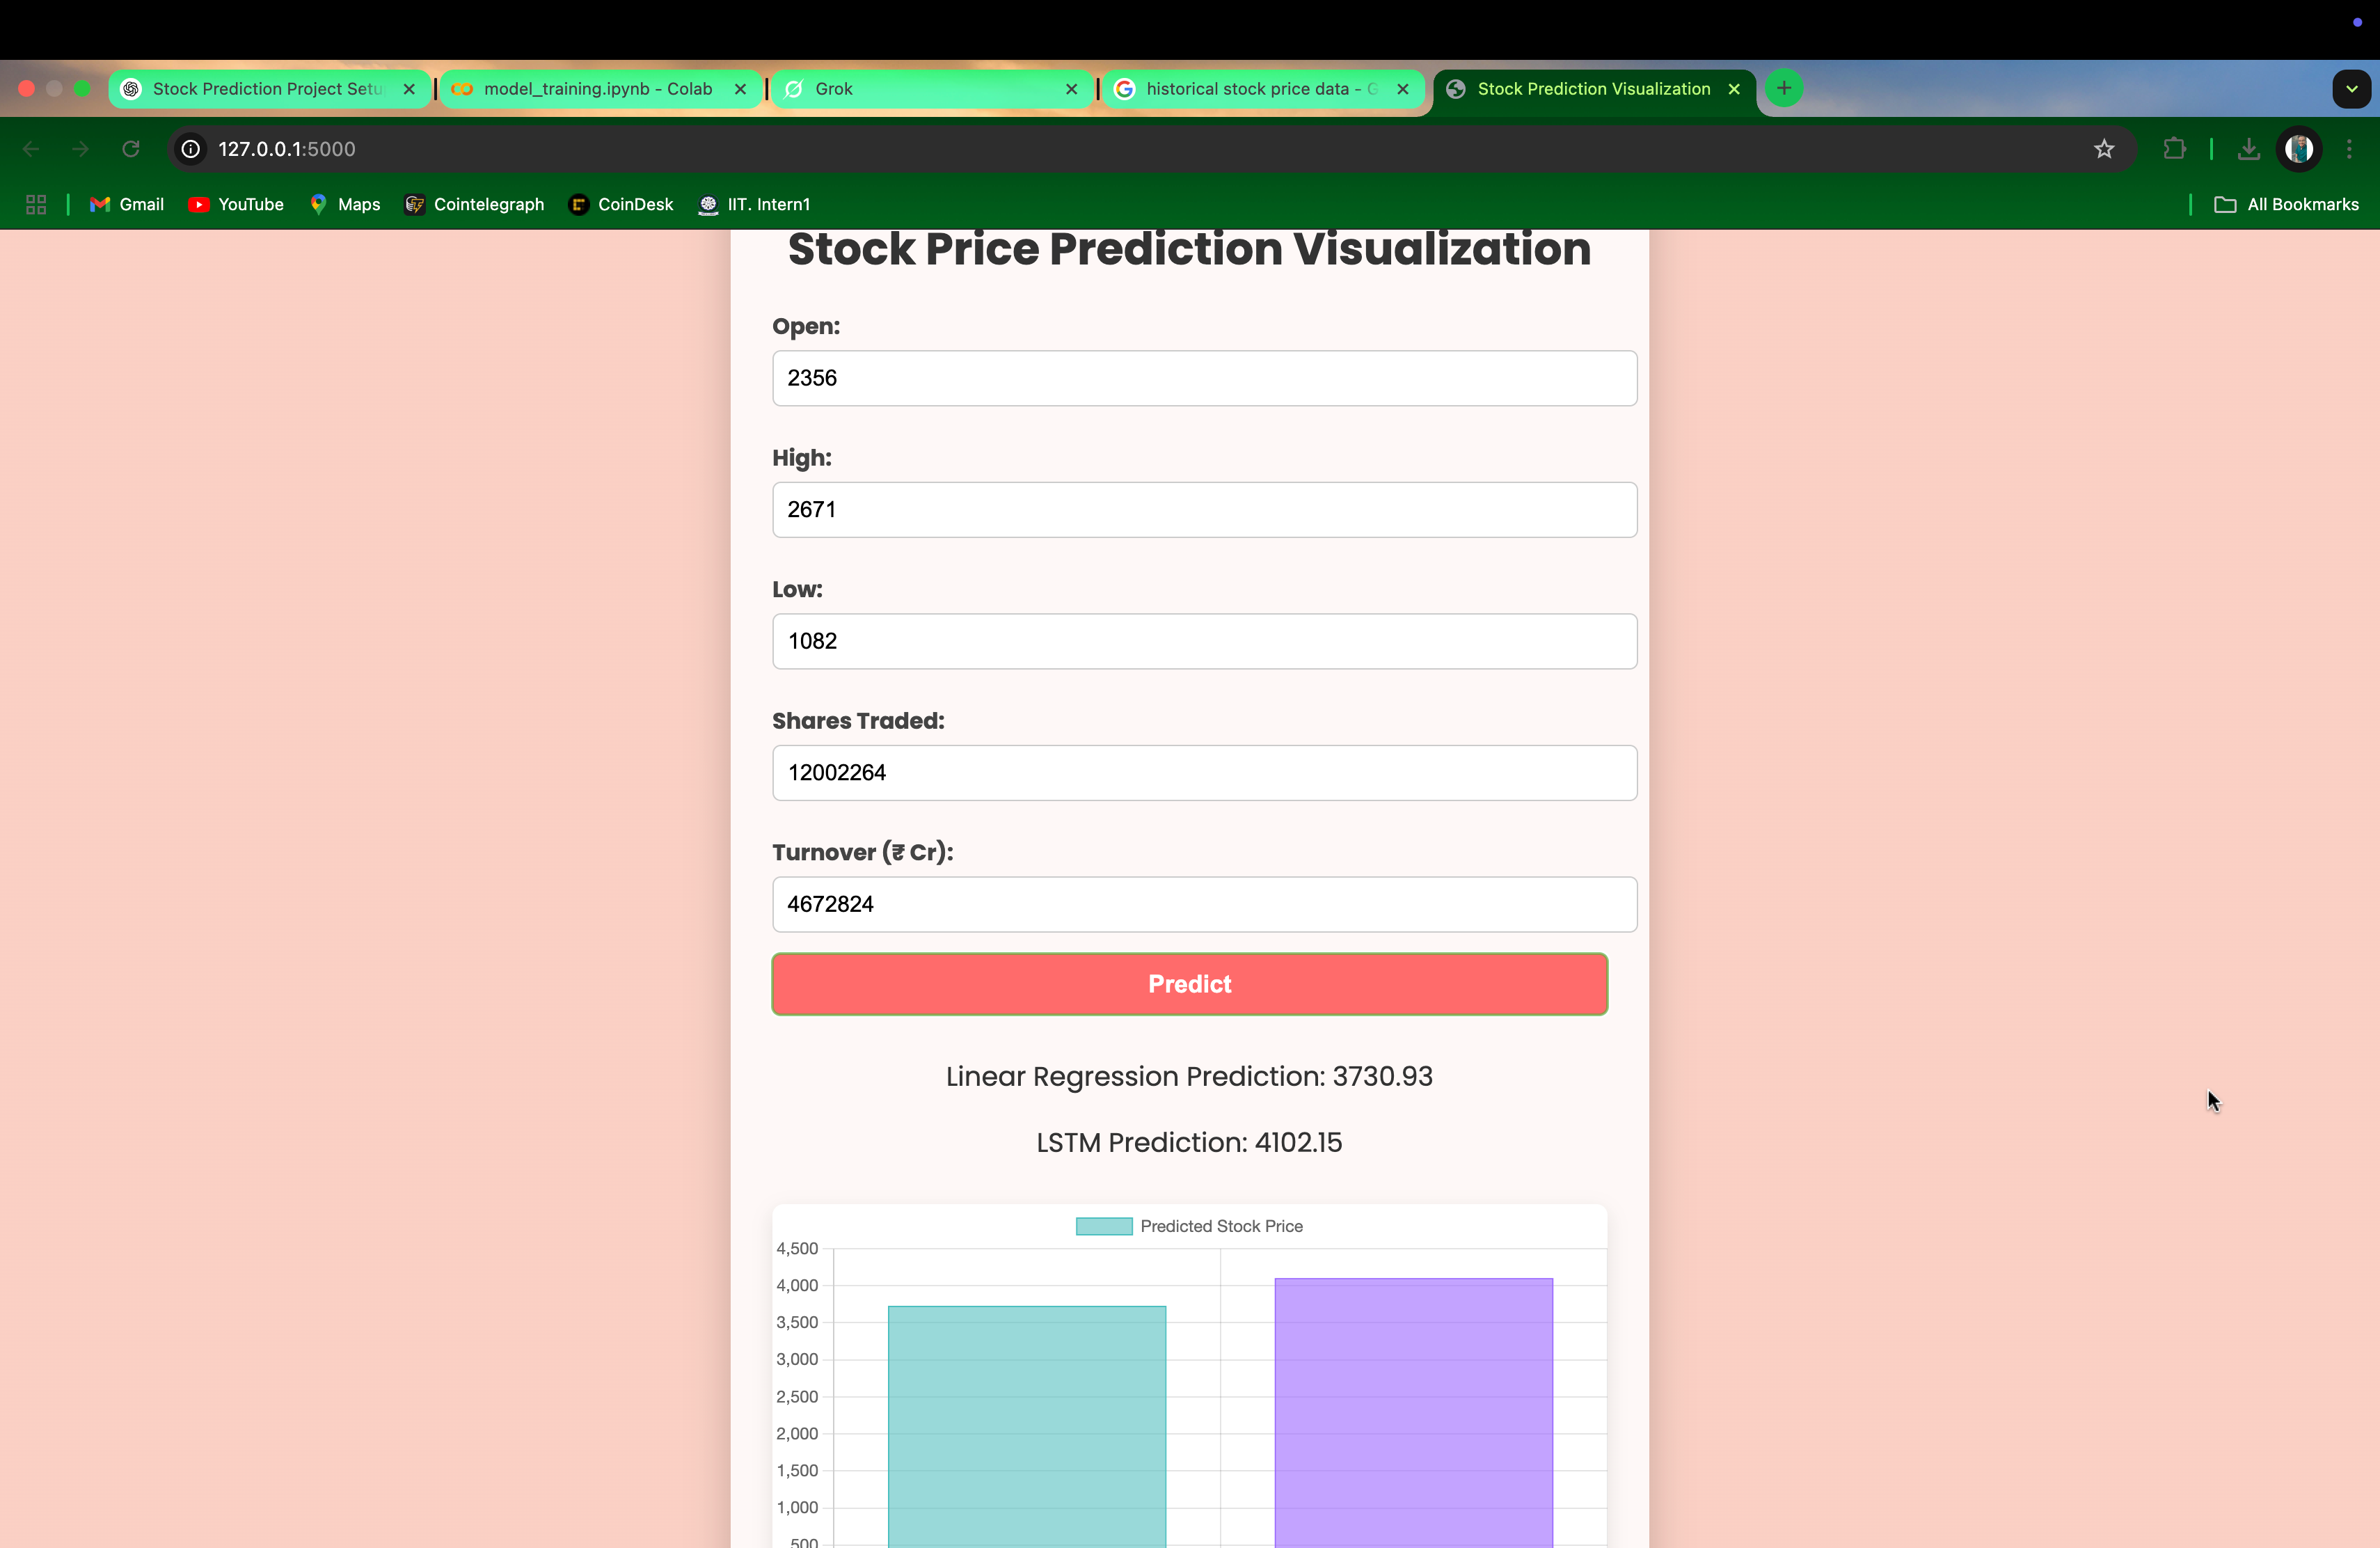 Stock Prediction Project Setu
model_training.ipynb - Colab
Grok
historical stock price data - G
Stock Prediction Visualization
127.0.0.1:5000
Gmail
YouTube
Maps
Cointelegraph
CoinDesk
IIT. Intern1
All Bookmarks
Stock Price Prediction Visualization
Open:
2356
High:
2671
Low:
1082
Shares Traded:
12002264
Turnover (₹ Cr):
4672824
Predict
Linear Regression Prediction: 3730.93
LSTM Prediction: 4102.15
Predicted Stock Price
4,500
4,000
3,500
3,000
2,500
2,000
1,500
1,000
500